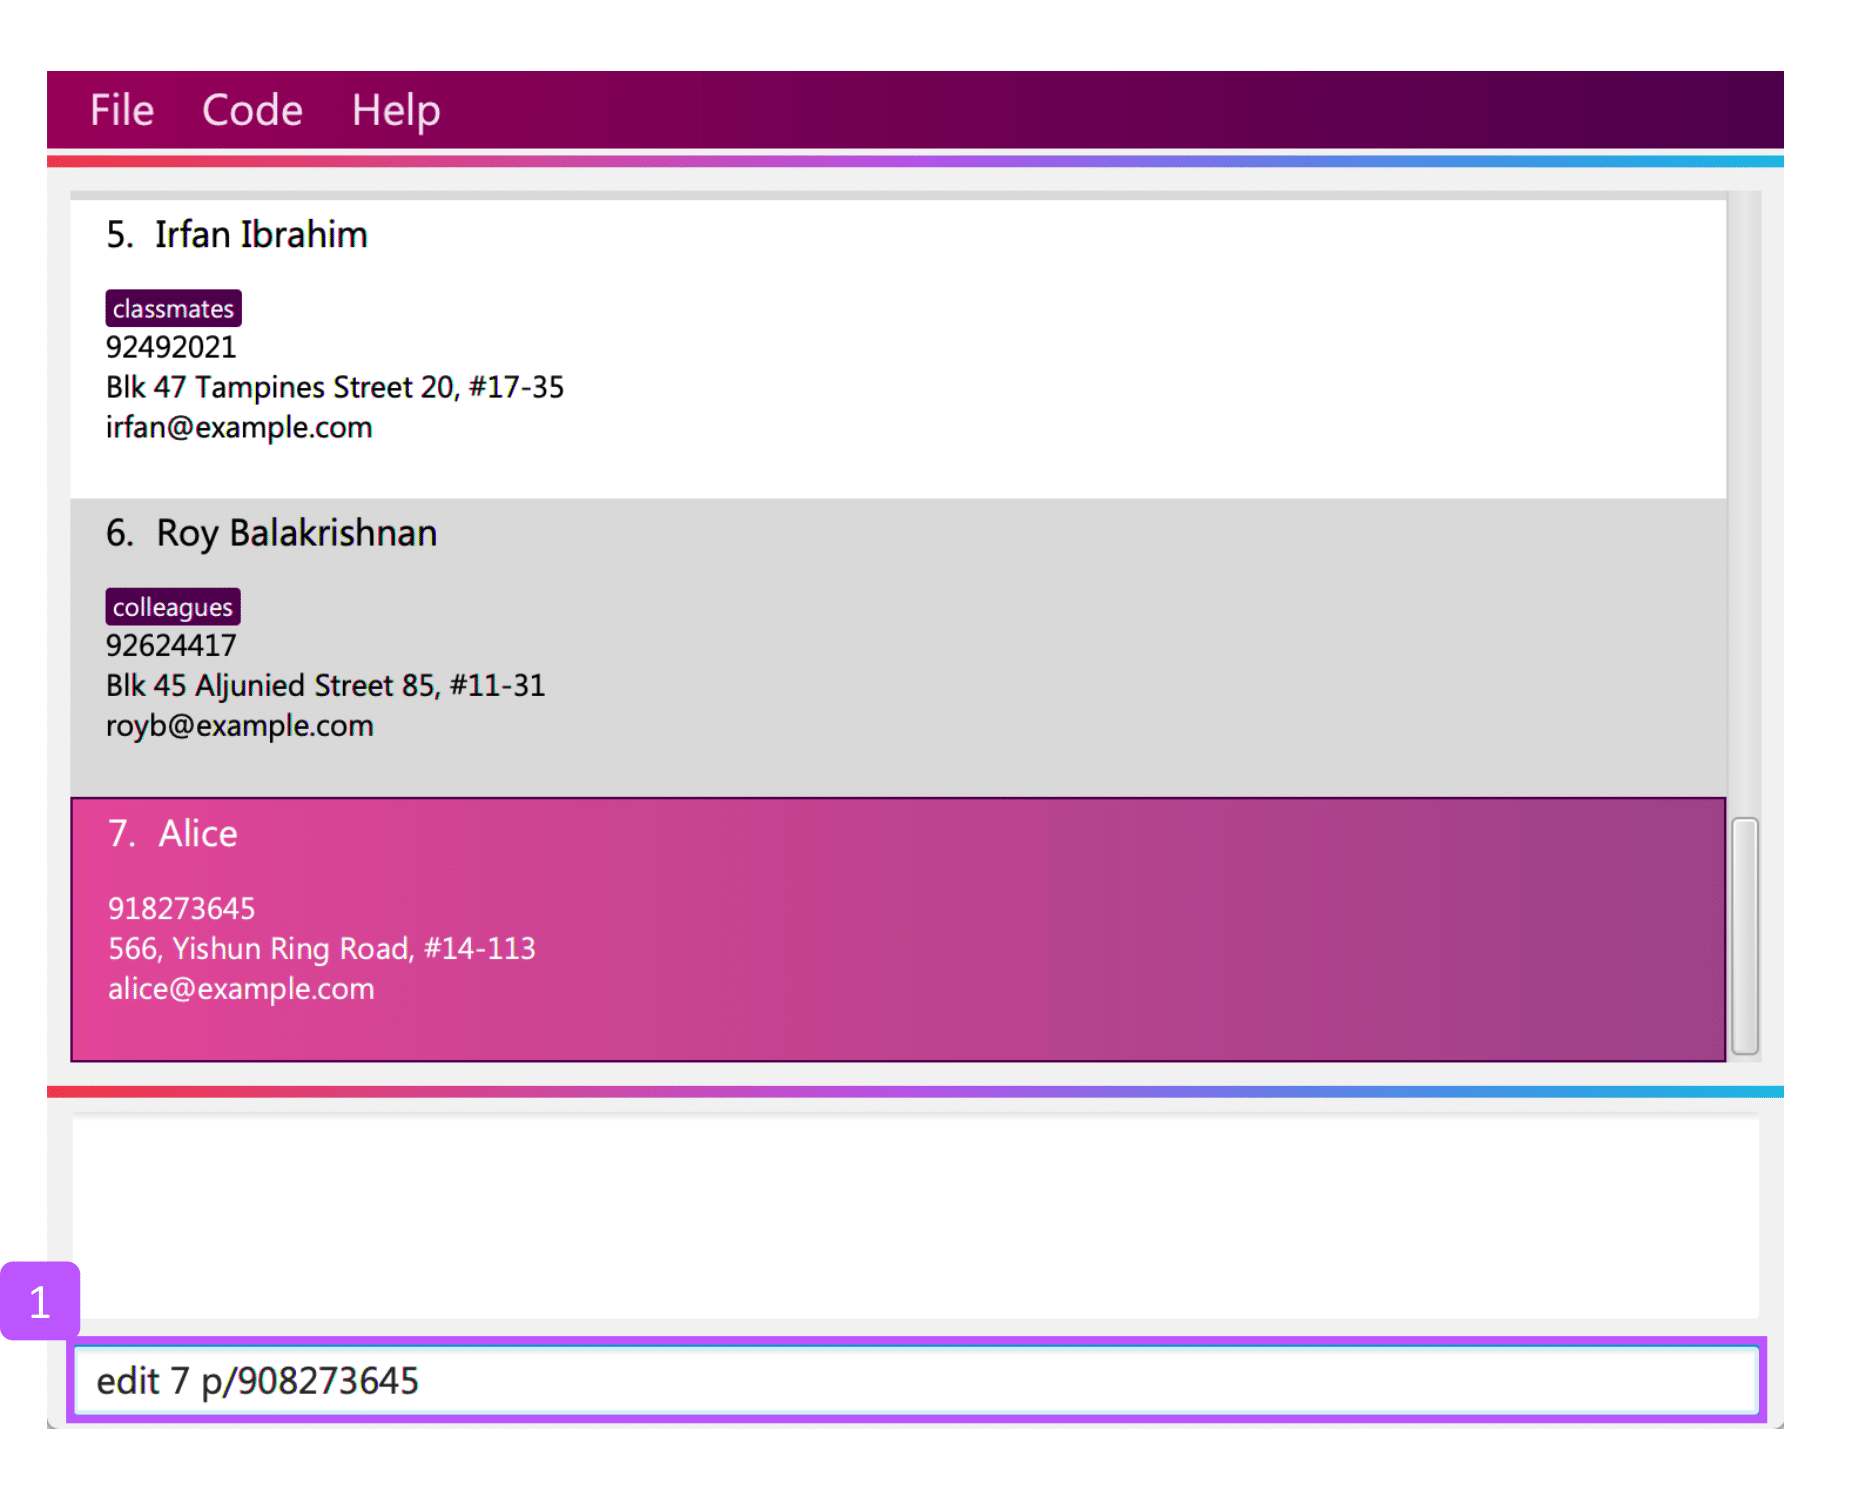 File Code Help
5. Irfan Ibrahim
classmates
92492021
Blk 47 Tampines Street 20, #17-35
irfan@example.com
6. Roy Balakrishnan
colleagues
92624417
Blk 45 Aljunied Street 85, #11-31
royb@example.com
7. Alice
918273645
566, Yishun Ring Road, #14-113
alice@example.com
1
edit 7 p/908273645